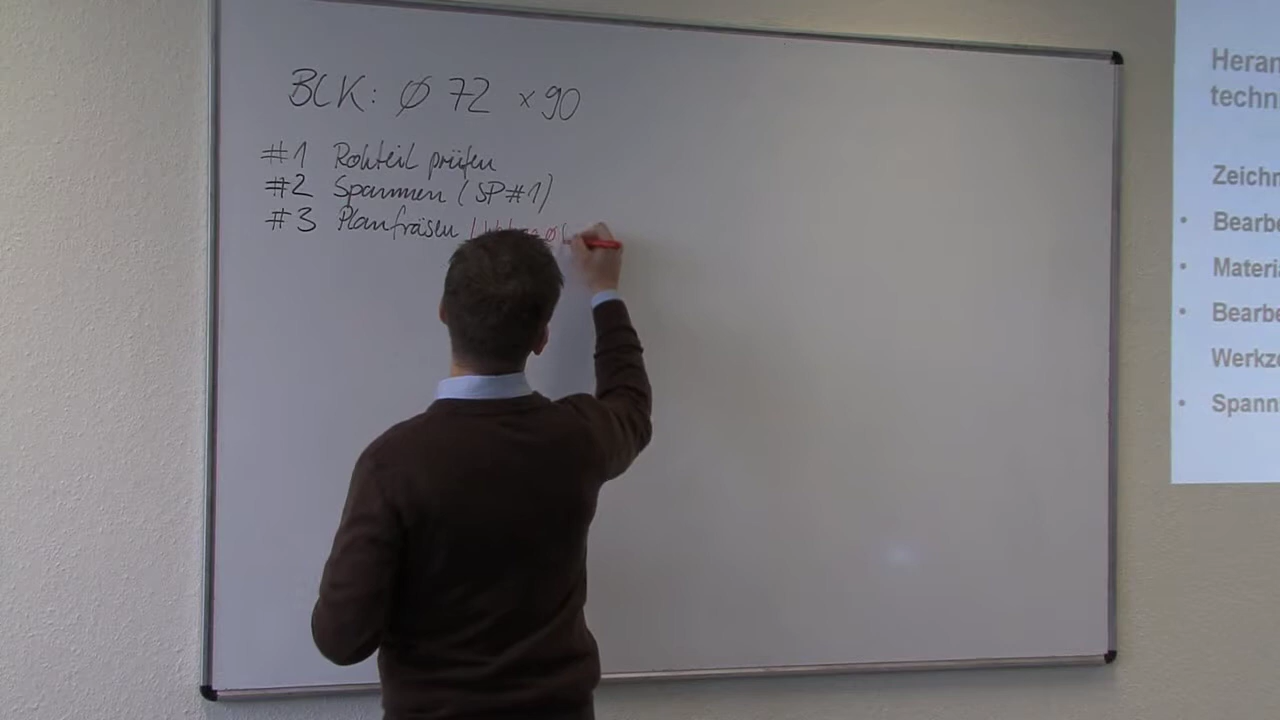 BLK: Ø 72 x 90
#1 Rohteil prüfen
#2 Spannen (SP#1)
#3 Planfräsen
Heran
techn
Zeichn
• Bearbe
• Materia
• Bearbe
Werkze
• Spann